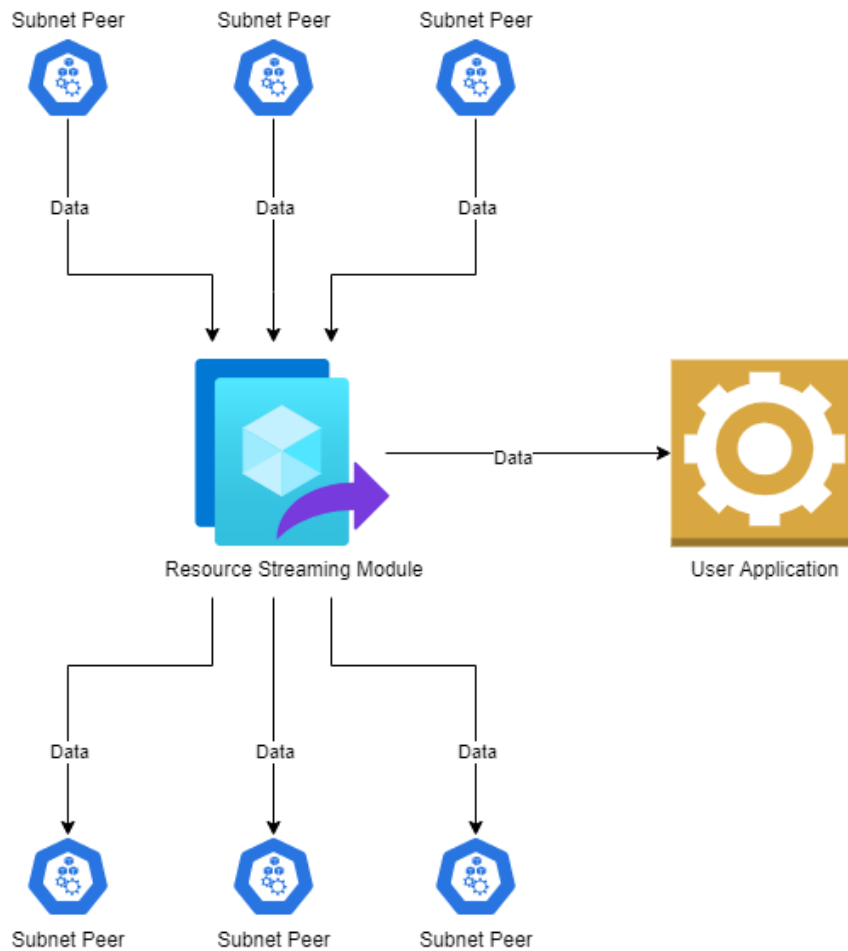 Subnet Peer
Subnet Peer
Subnet Peer
Data
Data
Data
Data
Resource Streaming Module
User Application
Data
Data
Data
Subnet Peer
Subnet Peer
Subnet Peer